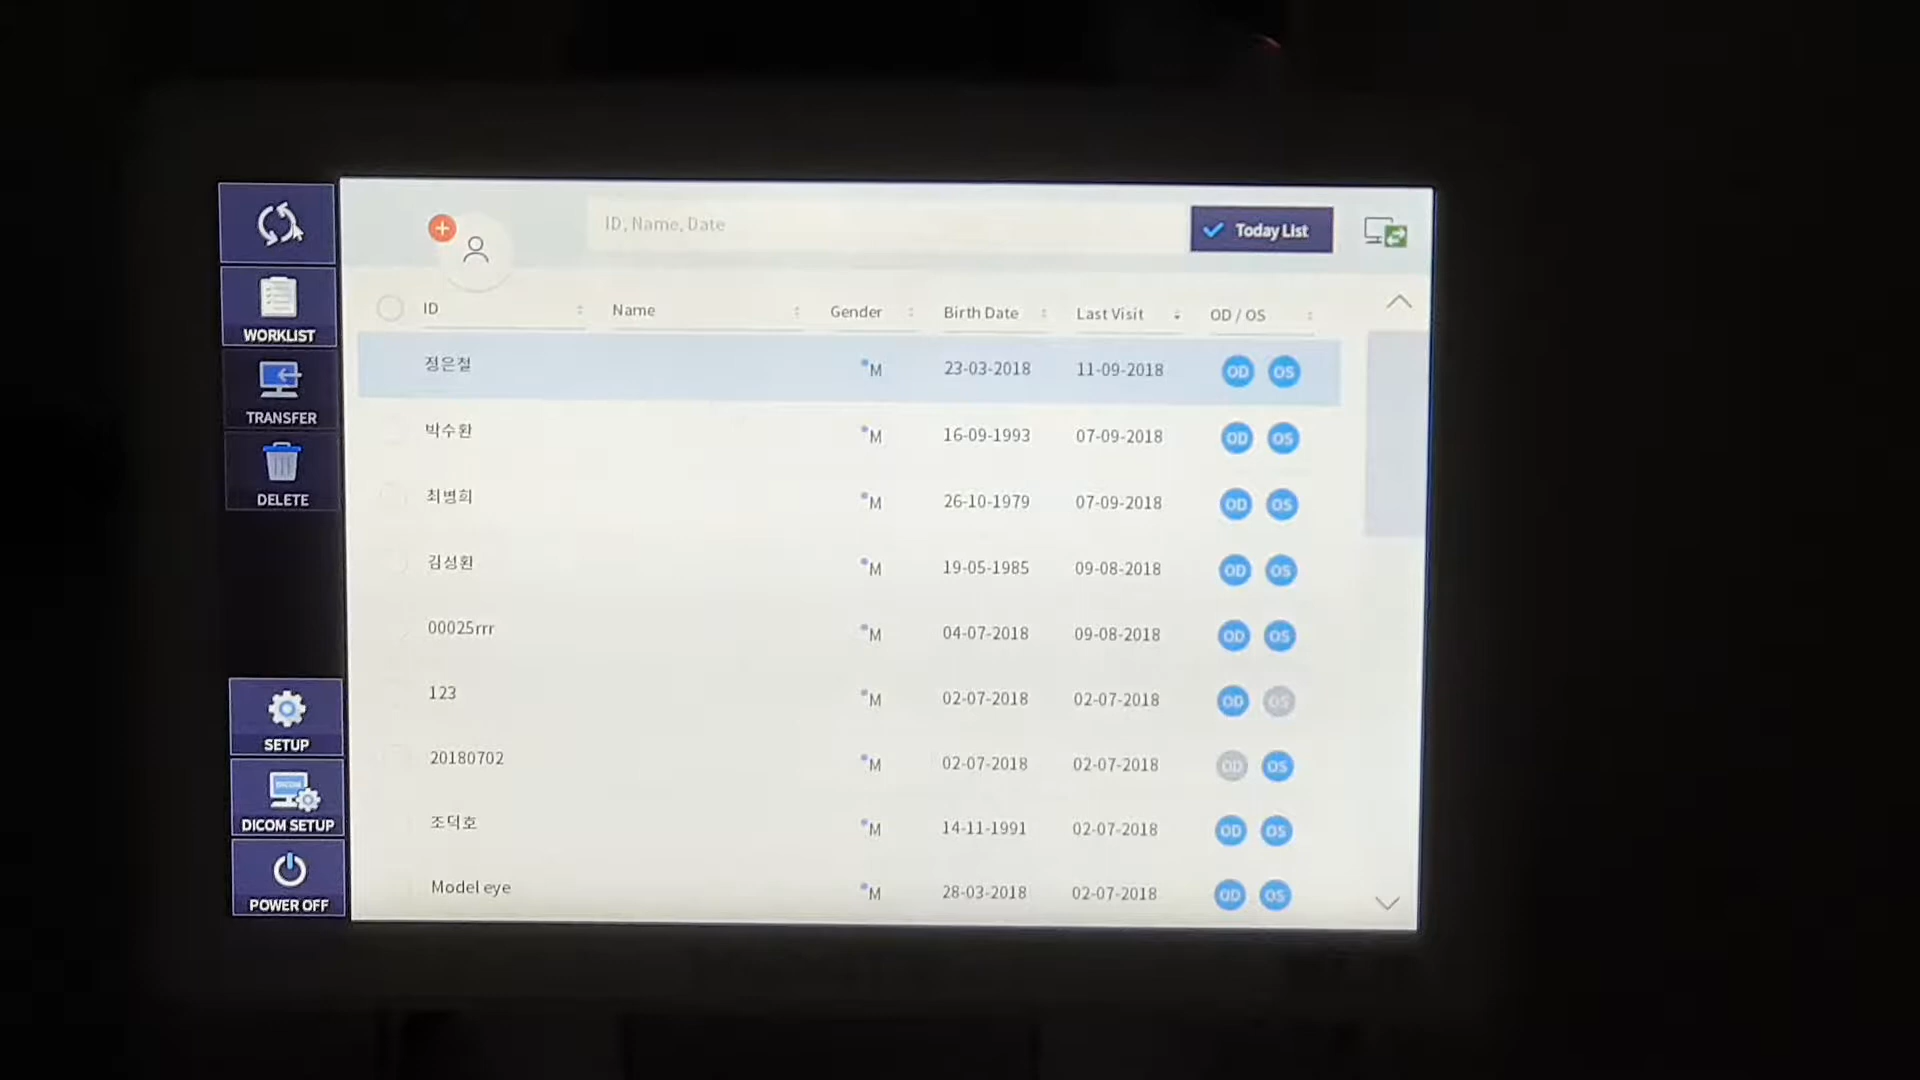 ID, Name, Date
Today List
WORKLIST
TRANSFER
DELETE
SETUP
DICOM SETUP
POWER OFF
ID Name Gender Birth Date Last Visit OD / OS
정은철 M 23-03-2018 11-09-2018 OD OS
박수환 M 16-09-1993 07-09-2018 OD OS
최병희 M 26-10-1979 07-09-2018 OD OS
김성환 M 19-05-1985 09-08-2018 OD OS
00025rrr M 04-07-2018 09-08-2018 OD OS
123 M 02-07-2018 02-07-2018 OD OS
20180702 M 02-07-2018 02-07-2018 OD OS
조덕호 M 14-11-1991 02-07-2018 OD OS
Model eye M 28-03-2018 02-07-2018 OD OS